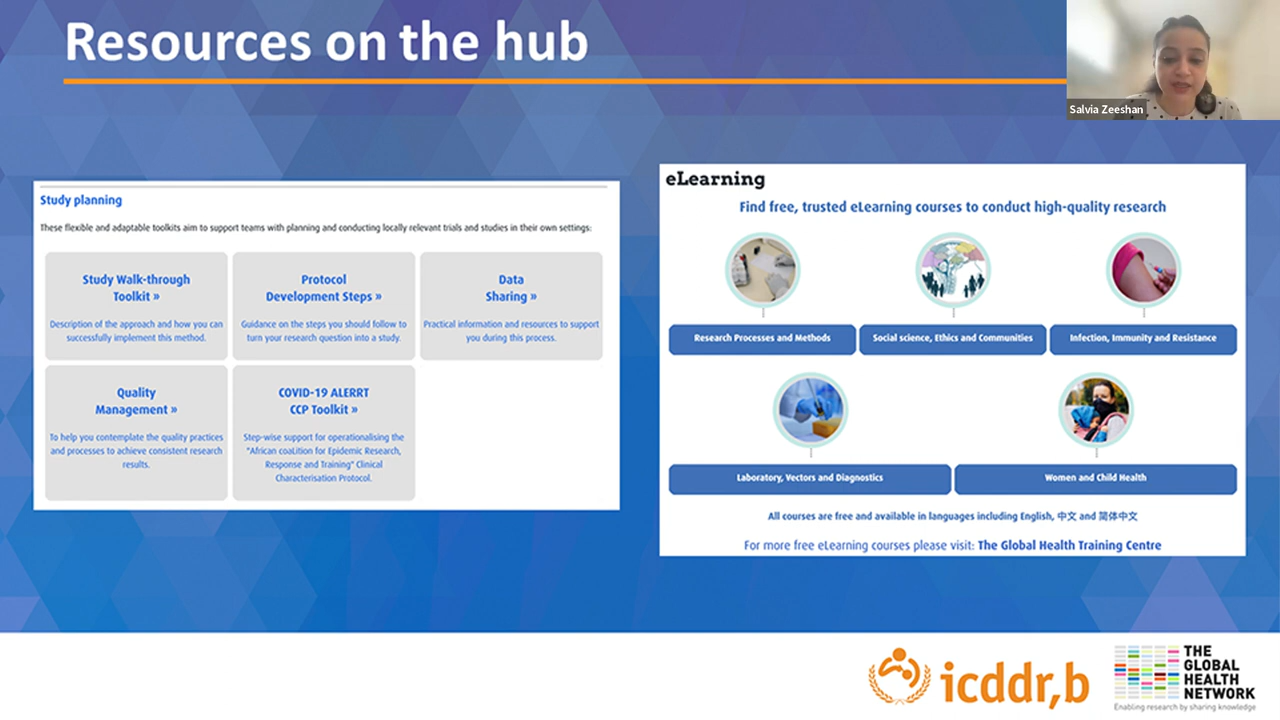 Resources on the hub
Salvia Zeeshan
Study planning
These flexible and adaptable toolkits aim to support teams with planning and conducting locally relevant trials and studies in their own settings:
Study Walk-through
Toolkit »
Description of the approach and how you can
successfully implement this method.
Protocol
Development Steps »
Guidance on the steps you should follow to
turn your research question into a study.
Data
Sharing »
Practical information and resources to support
you during this process.
Quality
Management »
To help you contemplate the quality practices
and processes to achieve consistent research
results.
COVID-19 ALERRT
CCP Toolkit »
Step-wise support for operationalising the
"African coaLition for Epidemic Research,
Response and Training" Clinical
Characterisation Protocol.
eLearning
Find free, trusted eLearning courses to conduct high-quality research
Research Processes and Methods
Social science, Ethics and Communities
Infection, Immunity and Resistance
Laboratory, Vectors and Diagnostics
Women and Child Health
All courses are free and available in languages including English, 中文 and 简体中文
For more free eLearning courses please visit: The Global Health Training Centre
icddr,b
THE
GLOBAL
HEALTH
NETWORK
Enabling research by sharing knowledge